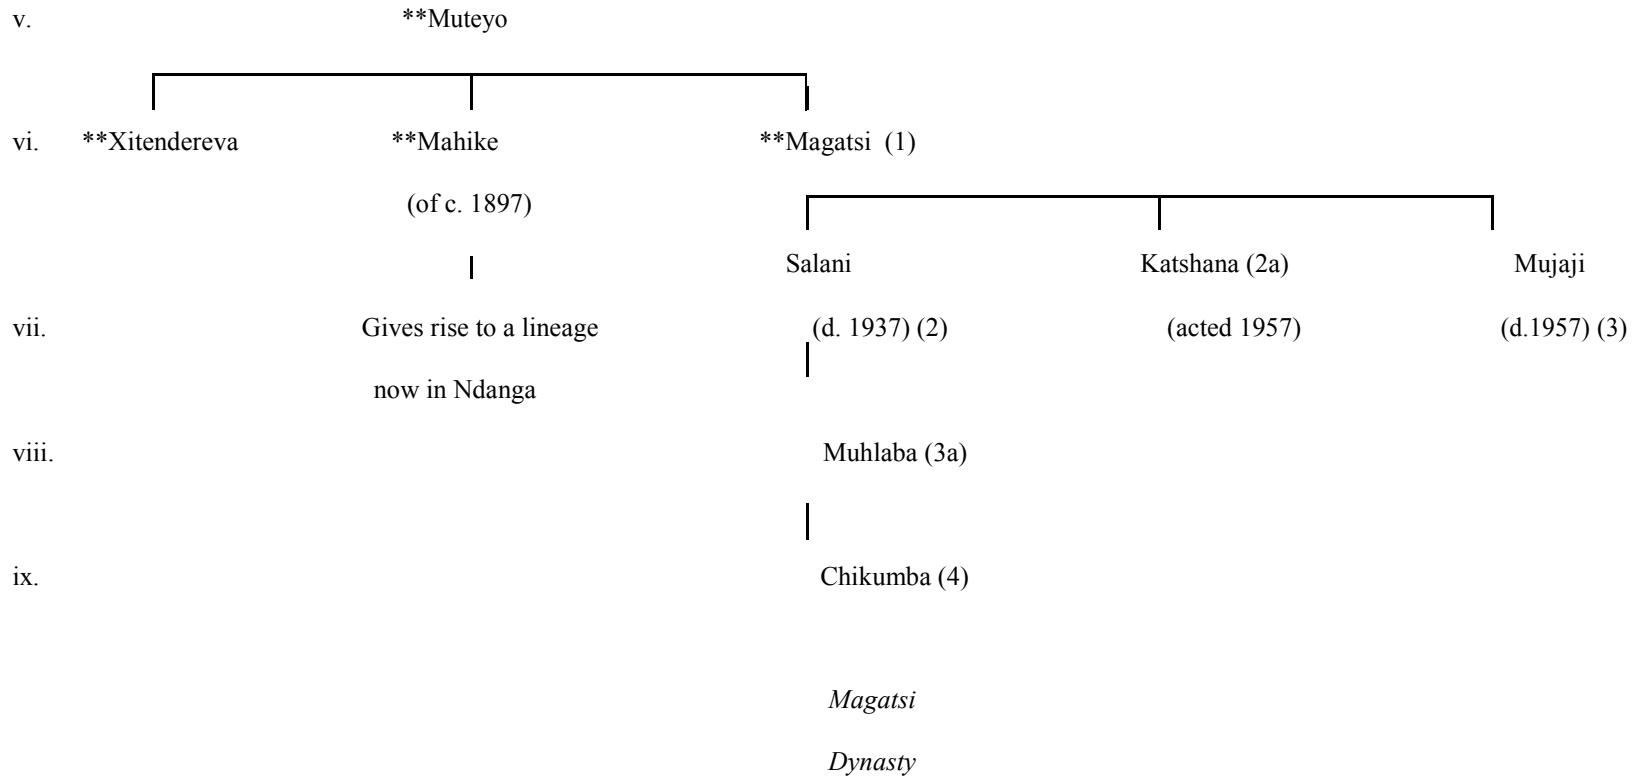 v. **Muteyo
vi. **Xitendereva **Mahike **Magatsi (1)
(of c. 1897)
Salani Katshana (2a) Mujaji
vii. Gives rise to a lineage (d. 1937) (2) (acted 1957) (d.1957) (3)
now in Ndanga
viii. Muhlaba (3a)
ix. Chikumba (4)
Magatsi
Dynasty